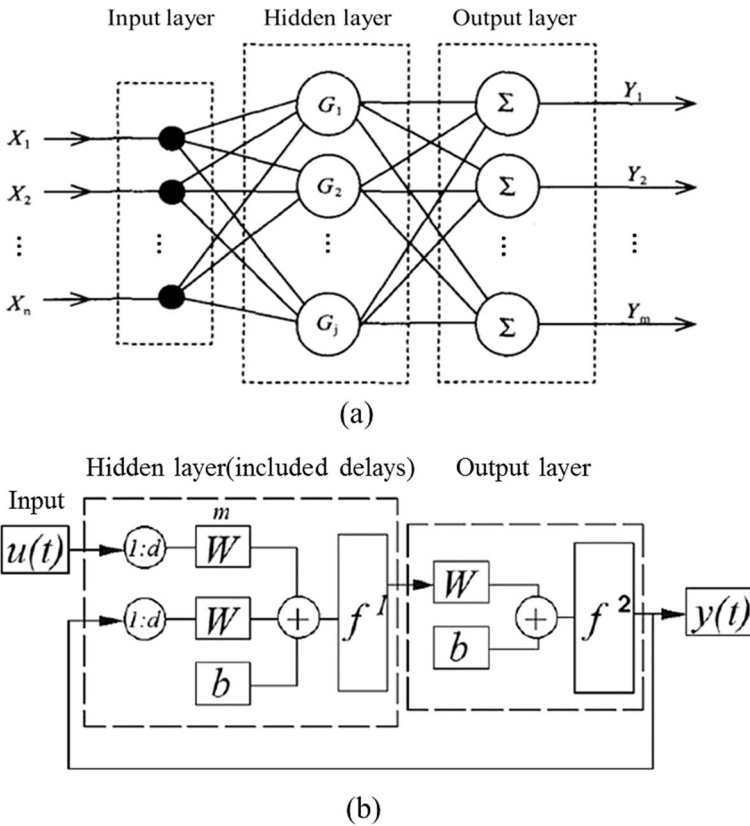 Input layer Hidden layer Output layer
X1 G1 Σ Y1
X2 G2 Σ Y2
⋮ ⋮ ⋮ ⋮ ⋮
Xn Gj Σ Ym
(a)
Hidden layer(included delays) Output layer
Input
m
u(t) 1:d W
1:d W + f 1 W + f 2 y(t)
b b
(b)